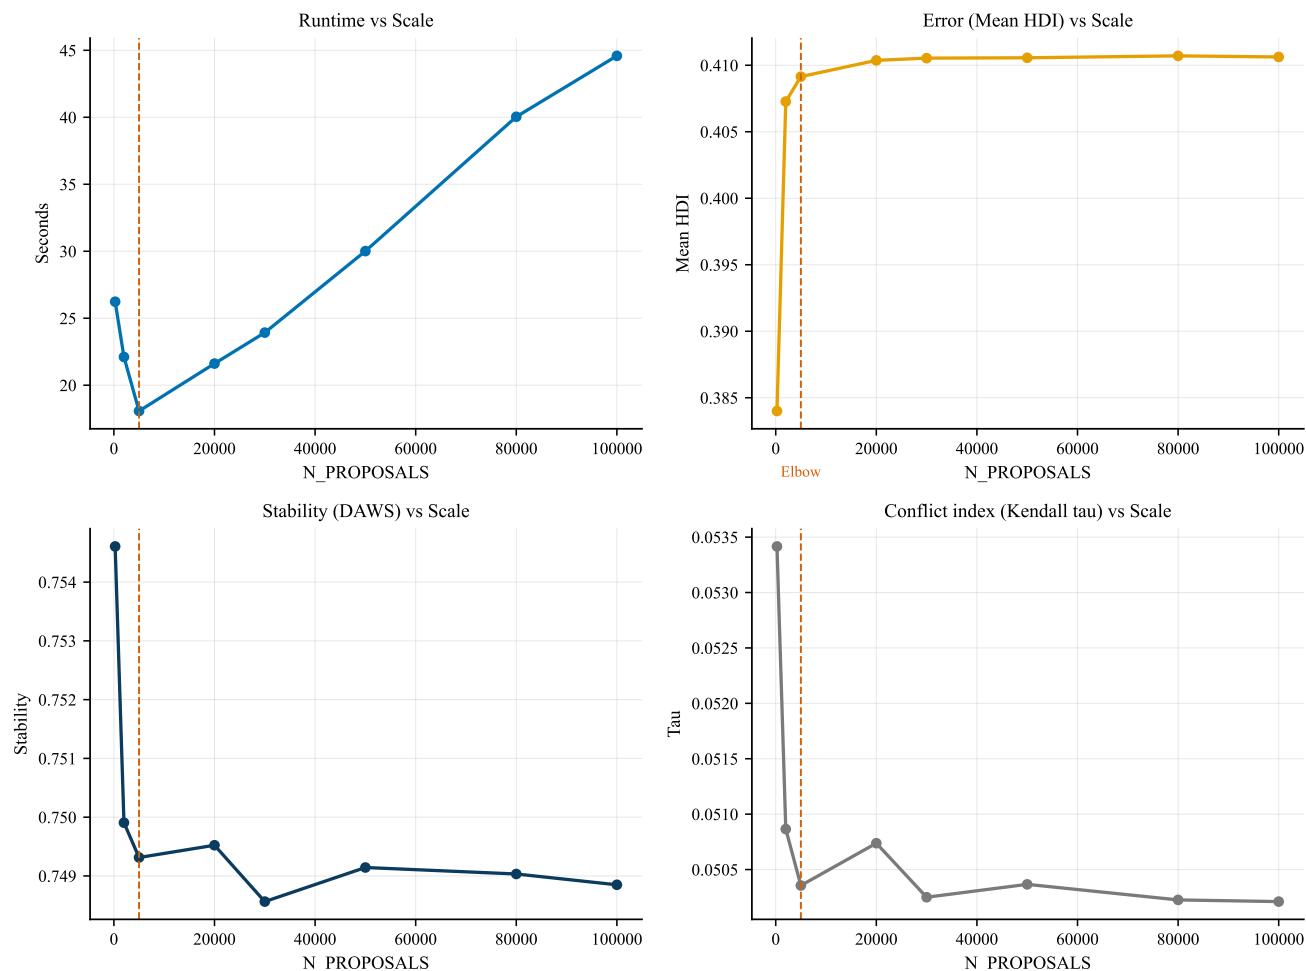 Runtime vs Scale
45
40
35
30
25
20
Seconds
0 20000 40000 60000 80000 100000
N_PROPOSALS
Error (Mean HDI) vs Scale
0.410
0.405
0.400
0.395
0.390
0.385
Mean HDI
0 20000 40000 60000 80000 100000
Elbow
N_PROPOSALS
Stability (DAWS) vs Scale
0.754
0.753
0.752
0.751
0.750
0.749
Stability
0 20000 40000 60000 80000 100000
N_PROPOSALS
Conflict index (Kendall tau) vs Scale
0.0535
0.0530
0.0525
0.0520
0.0515
0.0510
0.0505
Tau
0 20000 40000 60000 80000 100000
N_PROPOSALS